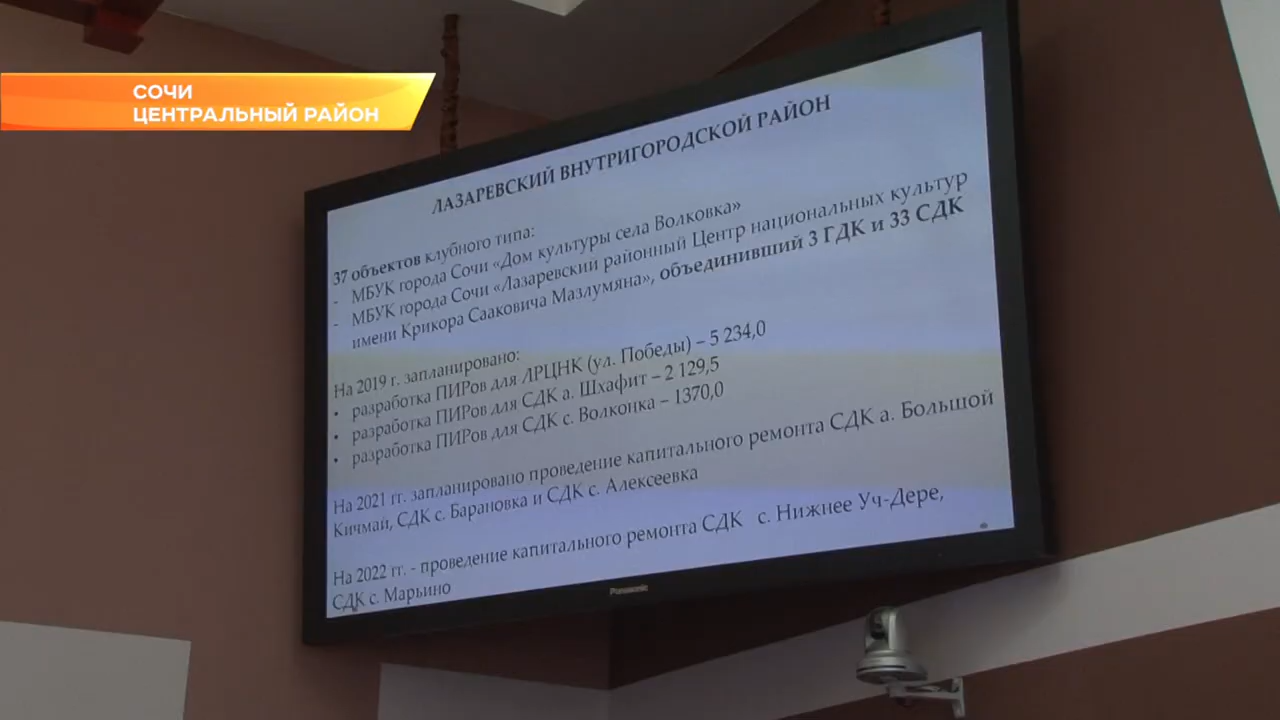 СОЧИ
ЦЕНТРАЛЬНЫЙ РАЙОН
ЛАЗАРЕВСКИЙ ВНУТРИГОРОДСКОЙ РАЙОН
37 объектов клубного типа:
- МБУК города Сочи «Дом культуры села Волковка»
- МБУК города Сочи «Лазаревский районный Центр национальных культур
имени Крикора Сааковича Мазлумяна», объединивший 3 ГДК и 33 СДК
На 2019 г. запланировано:
• разработка ПИРов для ЛРЦНК (ул. Победы) – 5 234,0
• разработка ПИРов для СДК а. Шхафит – 2 129,5
• разработка ПИРов для СДК с. Волконка – 1370,0
На 2021 гг. запланировано проведение капитального ремонта СДК а. Большой
Кичмай, СДК с. Барановка и СДК с. Алексеевка
На 2022 гг. - проведение капитального ремонта СДК с. Нижнее Уч-Дере,
СДК с. Марьино
Panasonic